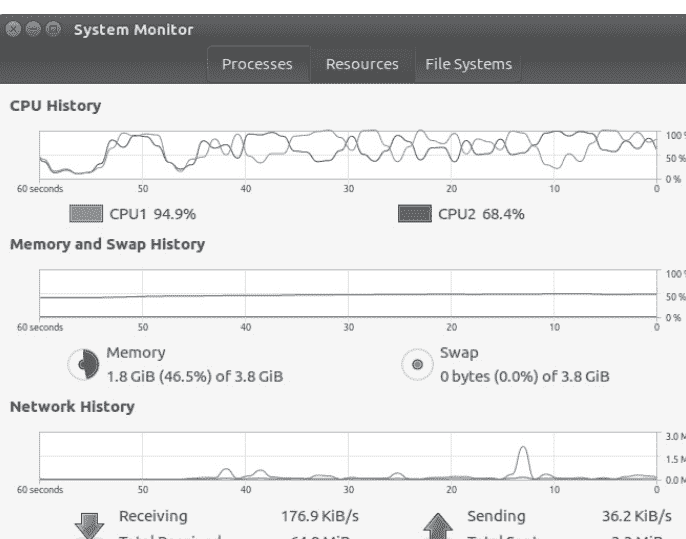 System Monitor
Processes Resources File Systems
CPU History
100 %
50 %
0 %
60 seconds 50 40 30 20 10 0
CPU1 94.9% CPU2 68.4%
Memory and Swap History
100 %
50 %
0 %
60 seconds 50 40 30 20 10 0
Memory Swap
1.8 GiB (46.5%) of 3.8 GiB 0 bytes (0.0%) of 3.8 GiB
Network History
3.0 M
1.5 M
0.0 M
60 seconds 50 40 30 20 10 0
Receiving 176.9 KiB/s Sending 36.2 KiB/s